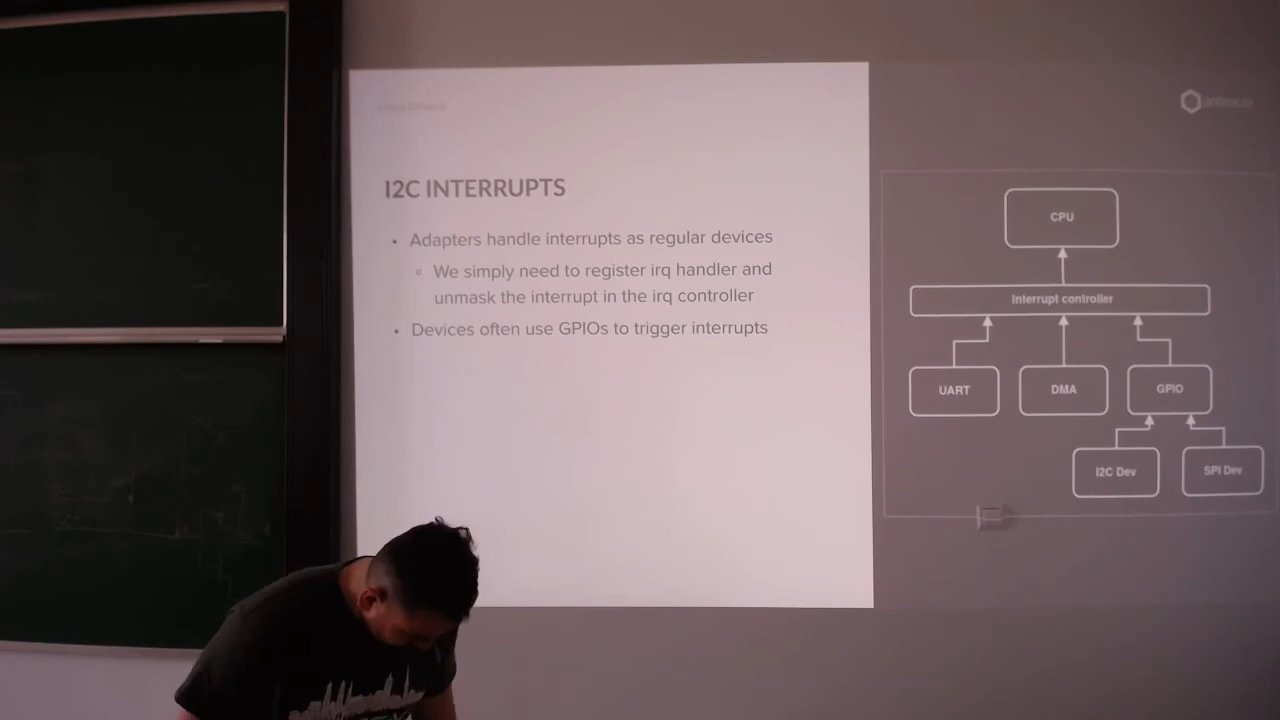 I2C INTERRUPTS
• Adapters handle interrupts as regular devices
We simply need to register irq handler and
unmask the interrupt in the irq controller
• Devices often use GPIOs to trigger interrupts
CPU
Interrupt controller
UART
DMA
GPIO
I2C Dev
SPI Dev